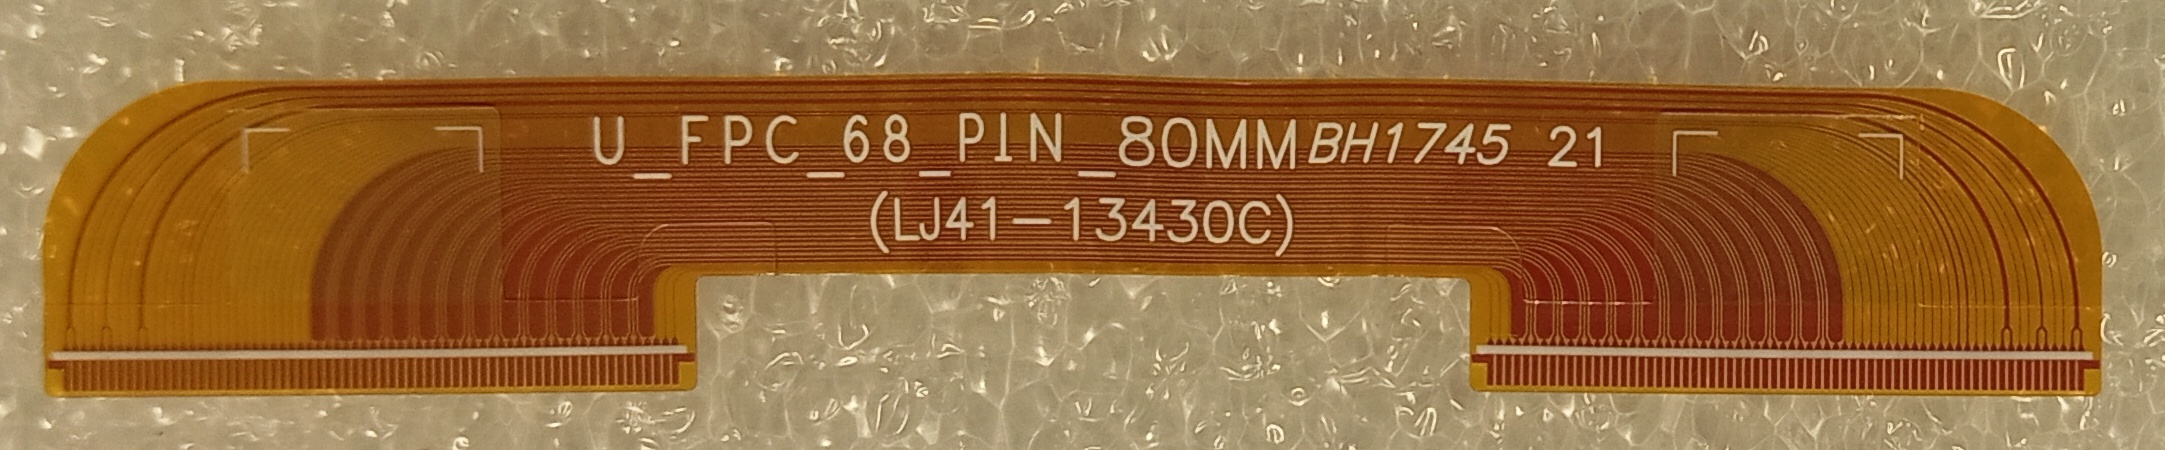 U_FPC_68_PIN_80MM BH1745 21
(LJ41-13430C)